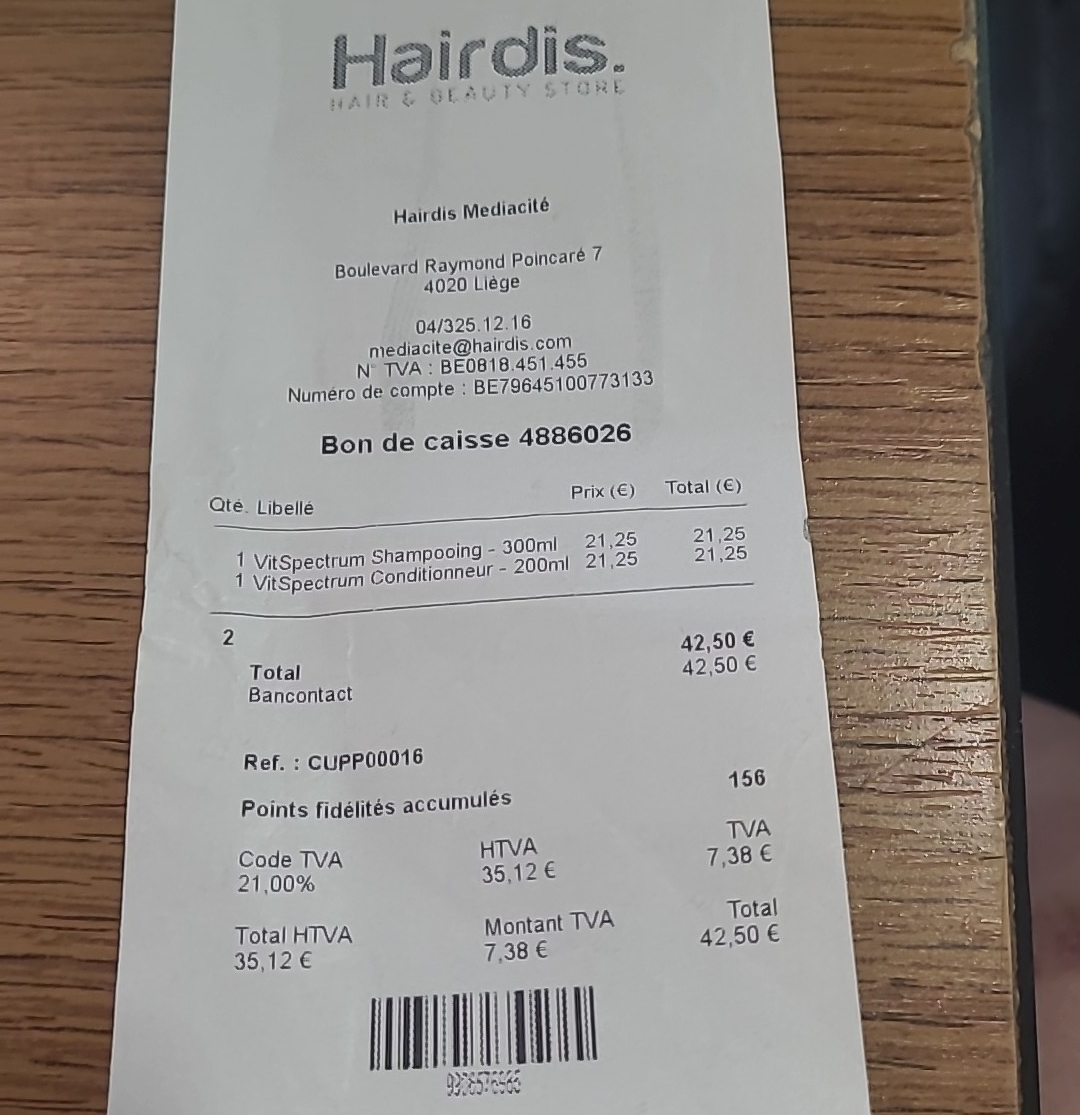 Hairdis.
HAIR & BEAUTY STORE
Hairdis Mediacité
Boulevard Raymond Poincaré 7
4020 Liège
04/325.12.16
mediacite@hairdis.com
N° TVA : BE0818.451.455
Numéro de compte : BE79645100773133
Bon de caisse 4886026
Qté. Libellé Prix (€) Total (€)
1 VitSpectrum Shampooing - 300ml 21,25 21,25
1 VitSpectrum Conditionneur - 200ml 21,25 21,25
2
Total 42,50 €
Bancontact 42,50 €
Ref. : CUPP00016
Points fidélités accumulés 156
Code TVA HTVA TVA
21,00% 35,12 € 7,38 €
Total HTVA Montant TVA Total
35,12 € 7,38 € 42,50 €